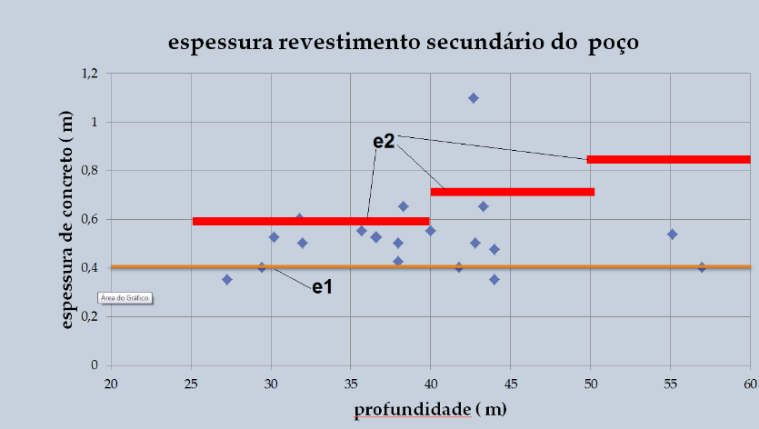 espessura revestimento secundário do poço
espessura de concreto ( m)
1,2
1
0,8
0,6
0,4
0,2
0
e2
e1
Área do Gráfico
20 25 30 35 40 45 50 55 60
profundidade ( m)